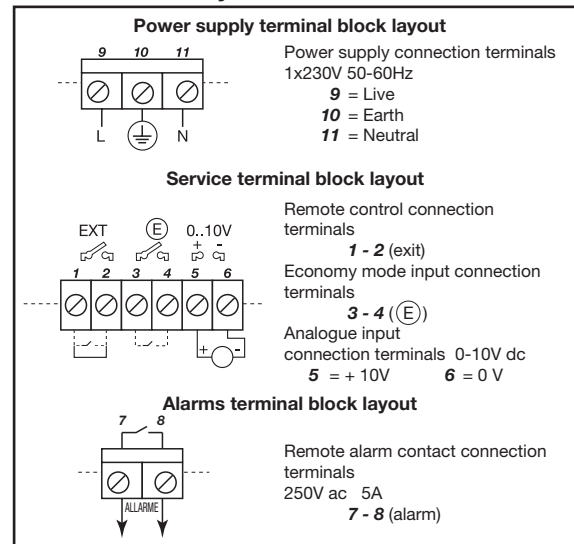 Power supply terminal block layout
9 10 11
L N
Power supply connection terminals
1x230V 50-60Hz
9 = Live
10 = Earth
11 = Neutral
Service terminal block layout
EXT E 0..10V
+ -
1 2 3 4 5 6
+ -
Remote control connection
terminals
1 - 2 (exit)
Economy mode input connection
terminals
3 - 4 (E)
Analogue input
connection terminals 0-10V dc
5 = + 10V 6 = 0 V
Alarms terminal block layout
7 8
ALLARME
Remote alarm contact connection
terminals
250V ac 5A
7 - 8 (alarm)